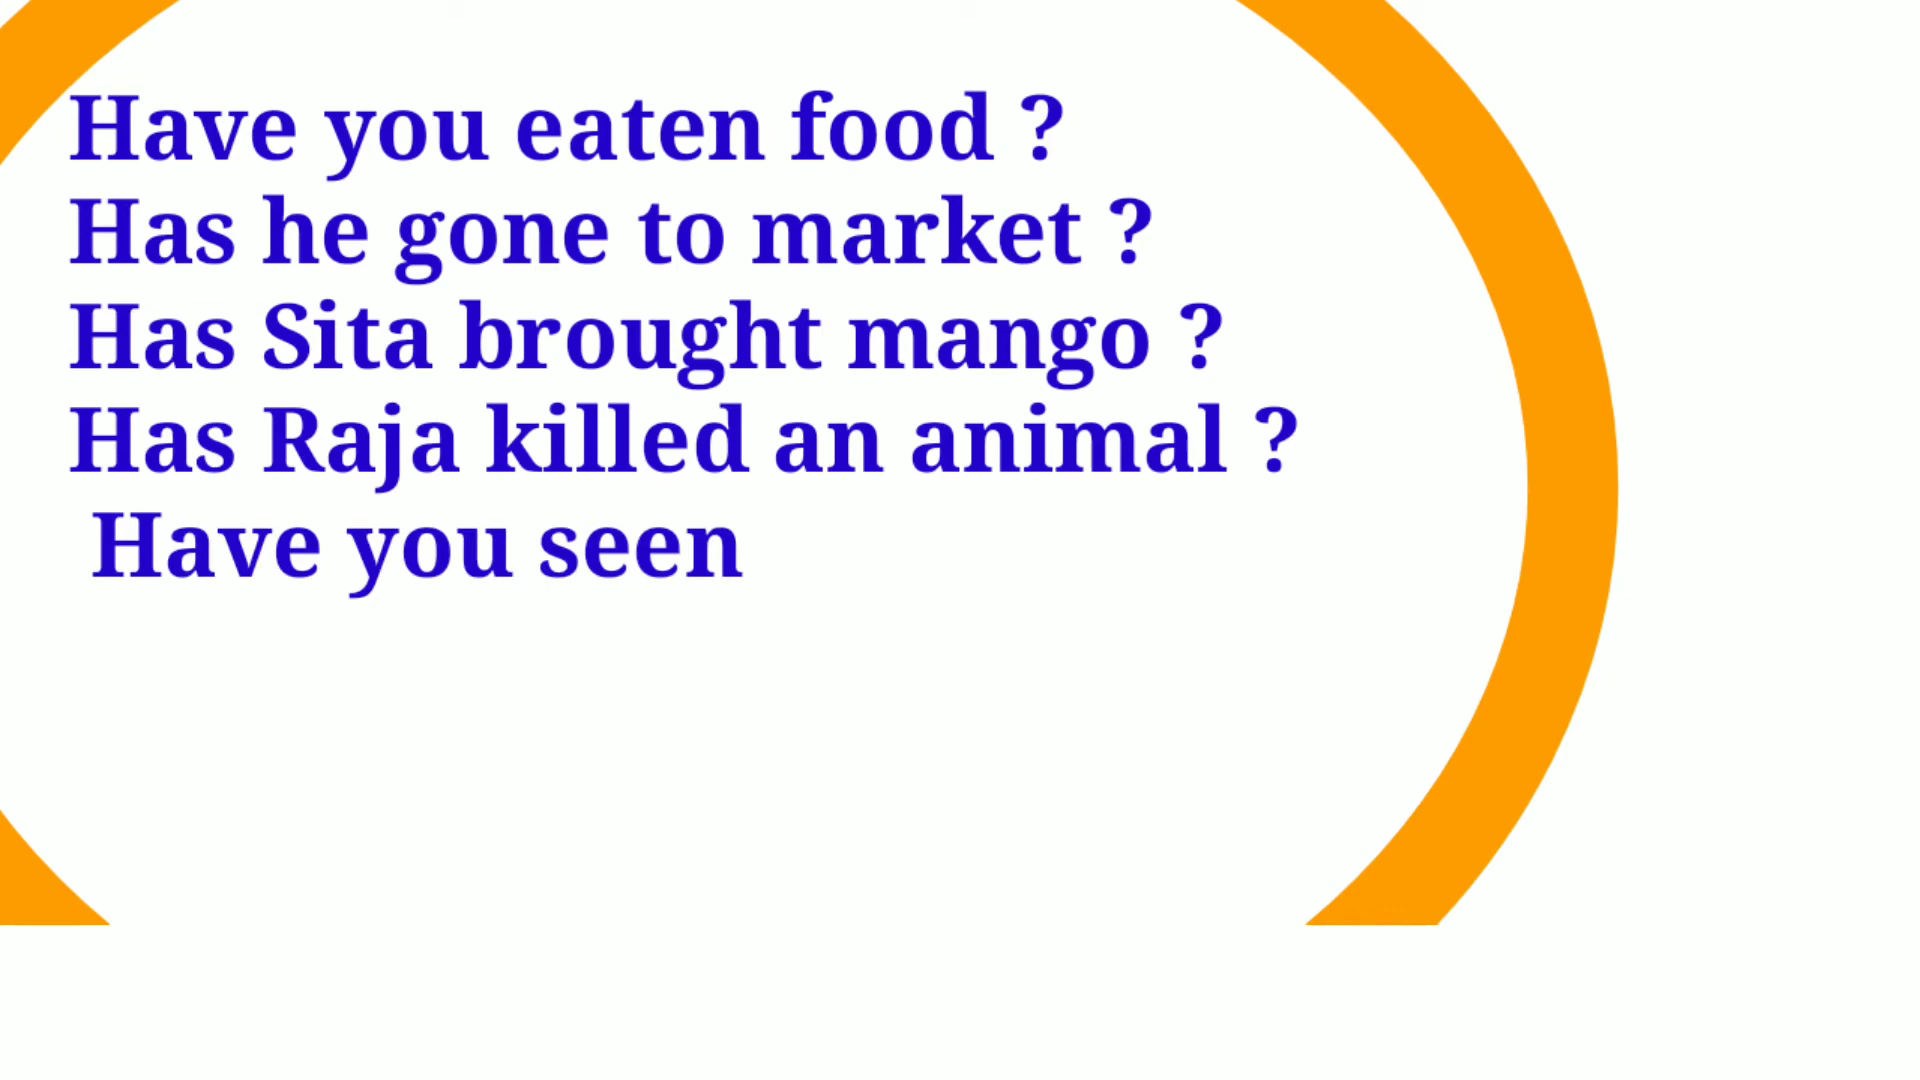 Have you eaten food ?
Has he gone to market ?
Has Sita brought mango ?
Has Raja killed an animal ?
Have you seen